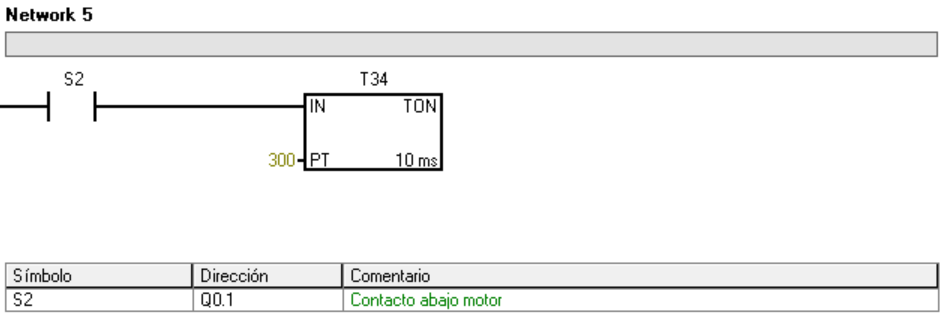 Network 5
S2 T34
IN TON
300 PT 10 ms
Símbolo Dirección Comentario
S2 Q0.1 Contacto abajo motor